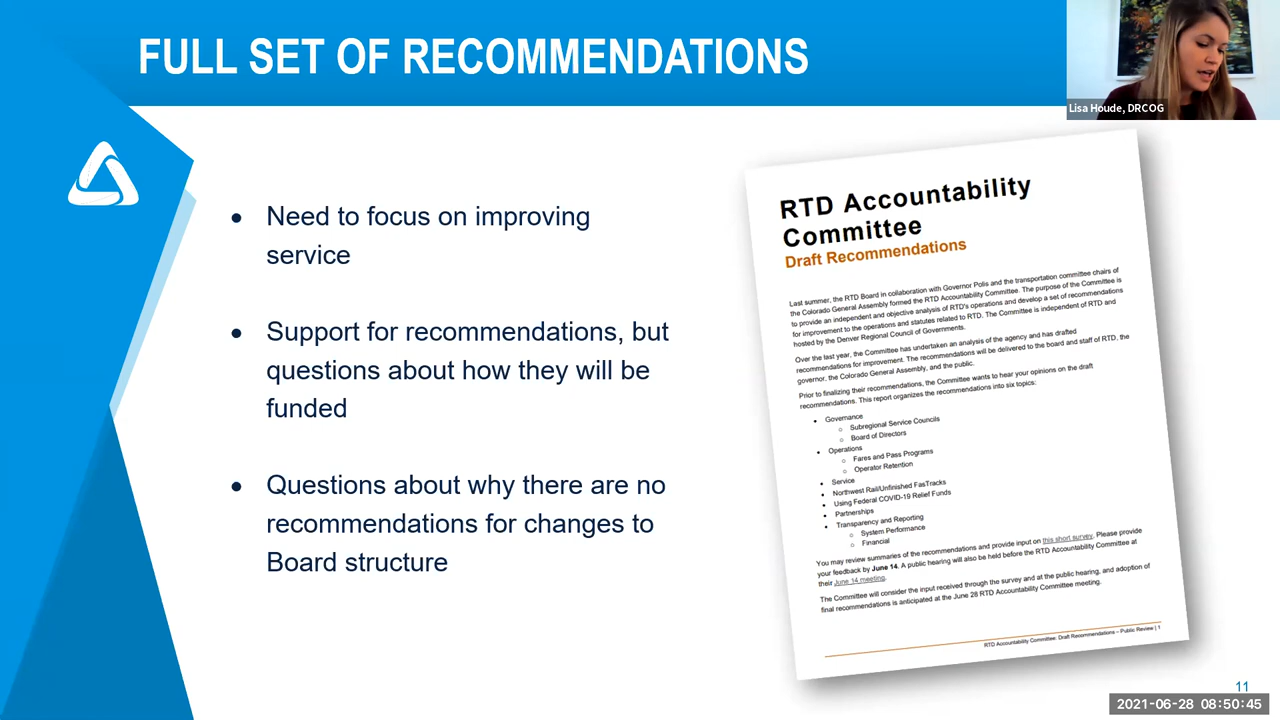 FULL SET OF RECOMMENDATIONS
Lisa Houde, DRCOG
• Need to focus on improving
service
• Support for recommendations, but
questions about how they will be
funded
• Questions about why there are no
recommendations for changes to
Board structure
RTD Accountability
Committee
Draft Recommendations
Last summer, the RTD Board in collaboration with Governor Polis and the transportation committee chairs of
the Colorado General Assembly formed the RTD Accountability Committee. The purpose of the Committee is
to provide an independent and objective analysis of RTD's operations and develop a set of recommendations
for improvement to the operations and statutes related to RTD. The Committee is independent of RTD and
hosted by the Denver Regional Council of Governments.
Over the last year, the Committee has undertaken an analysis of the agency and has drafted
recommendations for improvement. The recommendations will be delivered to the board and staff of RTD, the
governor, the Colorado General Assembly, and the public.
Prior to finalizing their recommendations, the Committee wants to hear your opinions on the draft
recommendations. This report organizes the recommendations into six topics:
• Governance
○ Subregional Service Councils
○ Board of Directors
• Operations
○ Fares and Pass Programs
○ Operator Retention
• Service
• Northwest Rail/Unfinished FasTracks
• Using Federal COVID-19 Relief Funds
• Partnerships
• Transparency and Reporting
○ System Performance
○ Financial
You may review summaries of the recommendations and provide input on this short survey. Please provide
your feedback by June 14. A public hearing will also be held before the RTD Accountability Committee at
their June 14 meeting.
The Committee will consider the input received through the survey and at the public hearing, and adoption of
final recommendations is anticipated at the June 28 RTD Accountability Committee meeting.
RTD Accountability Committee: Draft Recommendations – Public Review | 1
11
2021-06-28 08:50:45